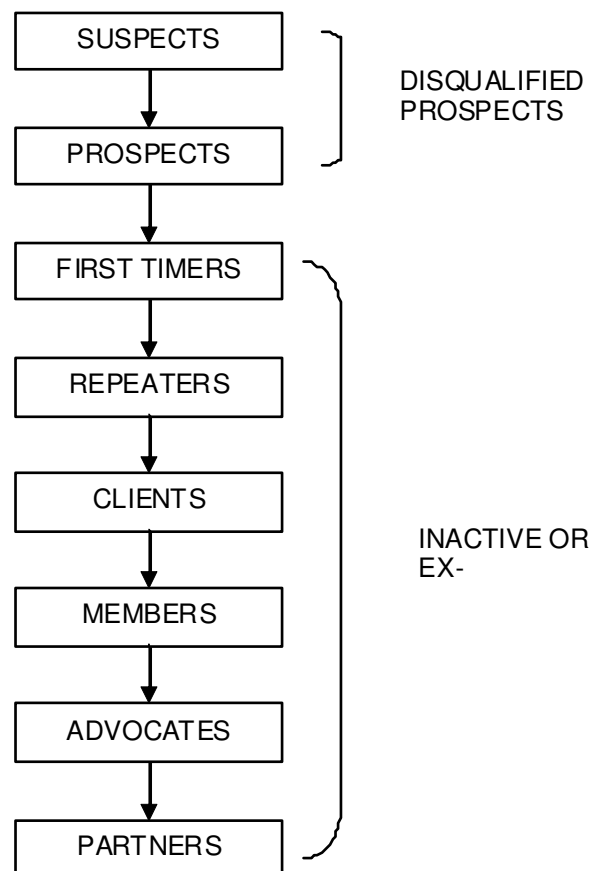 SUSPECTS
DISQUALIFIED
PROSPECTS
PROSPECTS
FIRST TIMERS
REPEATERS
CLIENTS
INACTIVE OR
EX-
MEMBERS
ADVOCATES
PARTNERS